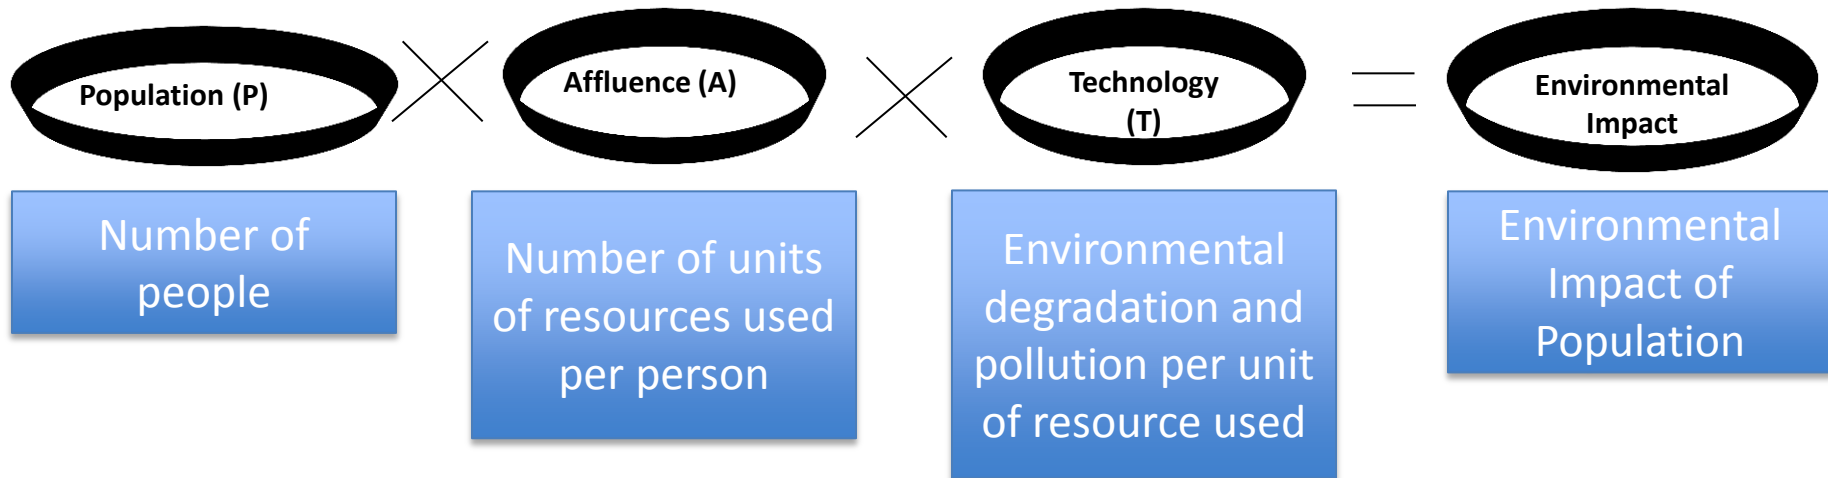 Population (P)
Affluence (A)
Technology
(T)
Environmental
Impact
Number of
people
Number of units
of resources used
per person
Environmental
degradation and
pollution per unit
of resource used
Environmental
Impact of
Population